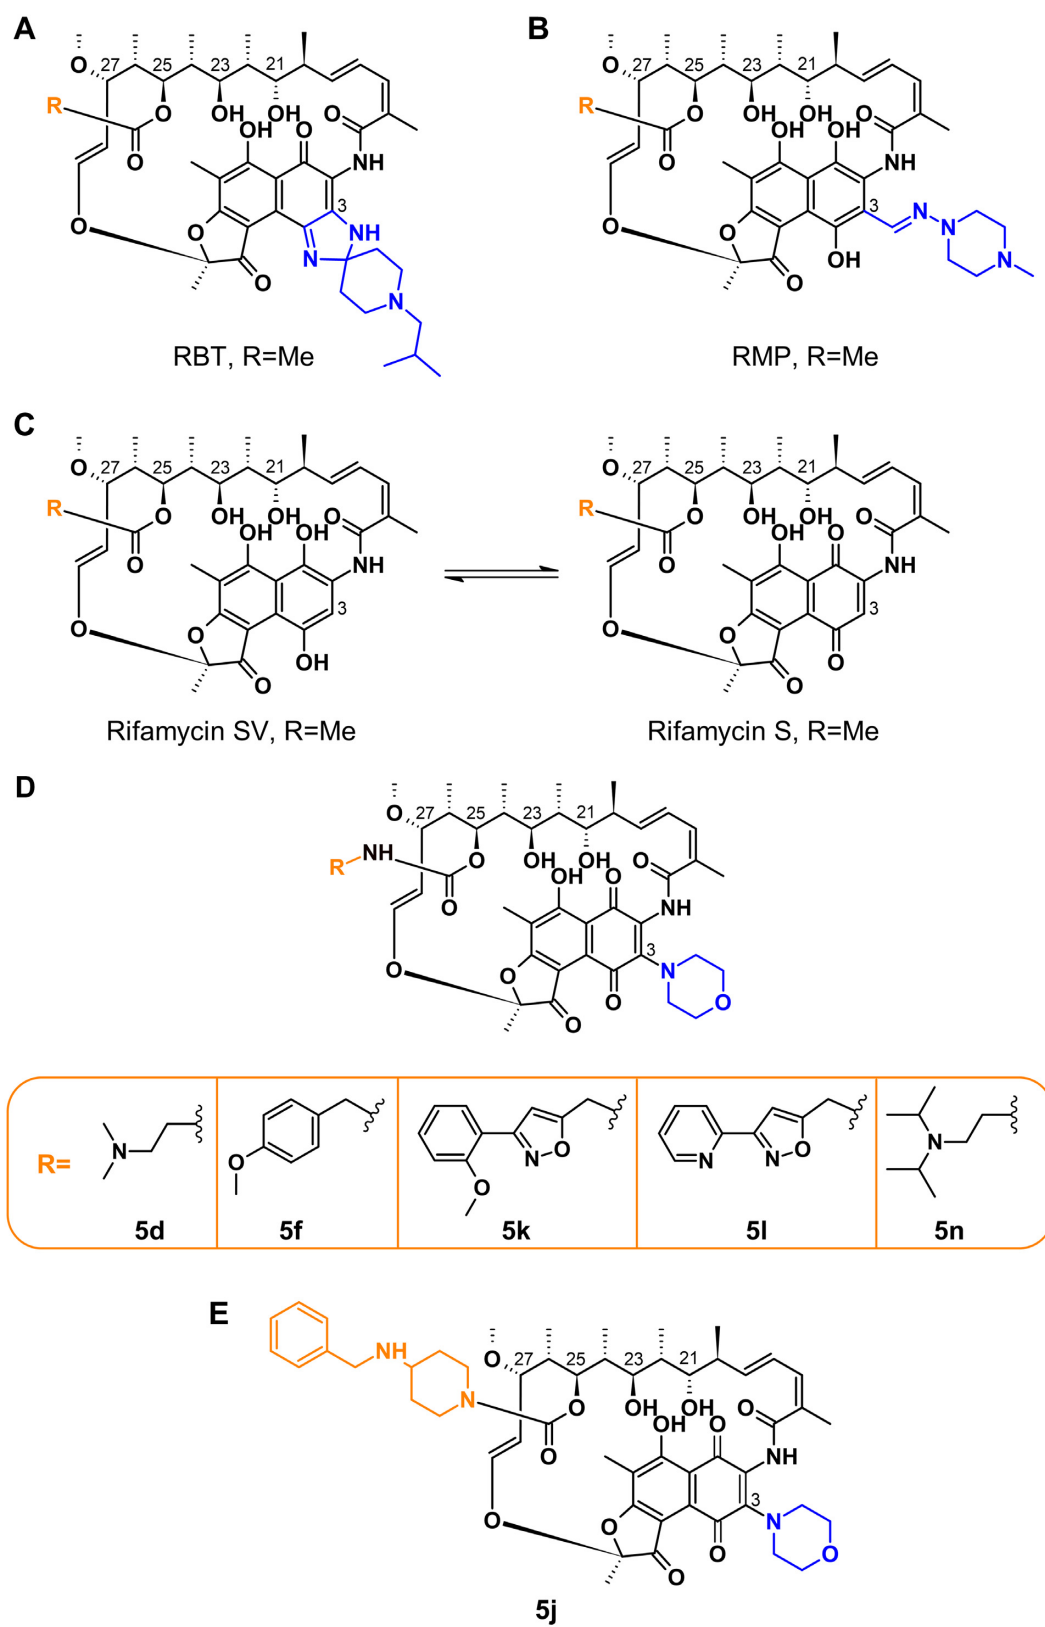 A
B
O 27 25 23 21
O 27 25 23 21
R O OH OH
R O OH OH
O OH O O NH
O OH OH O NH
3
3
O O NH
O O N
N
N
O
OH O
N
N
RBT, R=Me
RMP, R=Me
C
O 27 25 23 21
O 27 25 23 21
R O OH OH
R O OH OH
O OH OH O NH
O OH O O NH
3
3
O O
O O
OH
O
O
O
Rifamycin SV, R=Me
Rifamycin S, R=Me
D
O 27 25 23 21
R NH O OH OH O
O OH O NH
3
O O O N
O
O
O
R=
N
O
N O
O
N
N O
N
5d
5f
5k
5l
5n
E
NH
N
O 27 25 23 21
O OH OH O
O OH O NH
3
O O N
O
O
O
5j